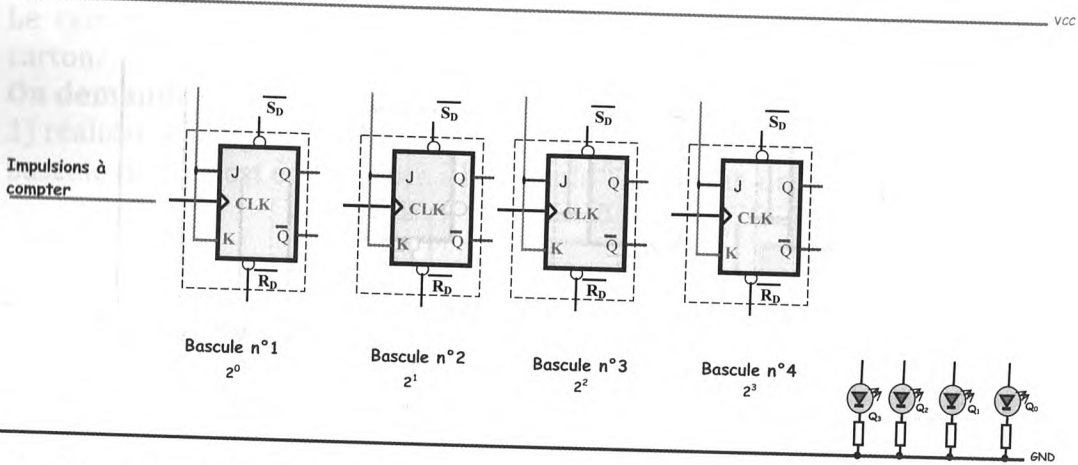 VCC
Impulsions à
compter
S̅D̅
J Q
CLK
K Q̅
R̅D̅
Bascule n°1
2⁰
S̅D̅
J Q
CLK
K Q̅
R̅D̅
Bascule n°2
2¹
S̅D̅
J Q
CLK
K Q̅
R̅D̅
Bascule n°3
2²
S̅D̅
J Q
CLK
K Q̅
R̅D̅
Bascule n°4
2³
Q₃ Q₂ Q₁ Q₀
GND